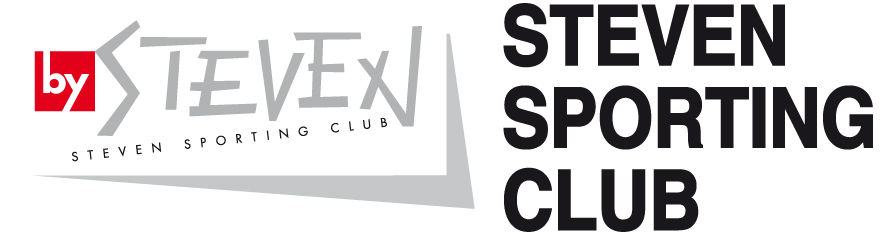 by STEVEN
STEVEN SPORTING CLUB
STEVEN
SPORTING
CLUB